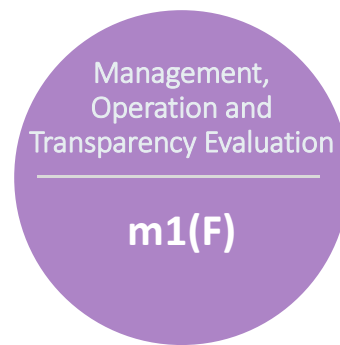 Management,
Operation and
Transparency Evaluation
m1(F)